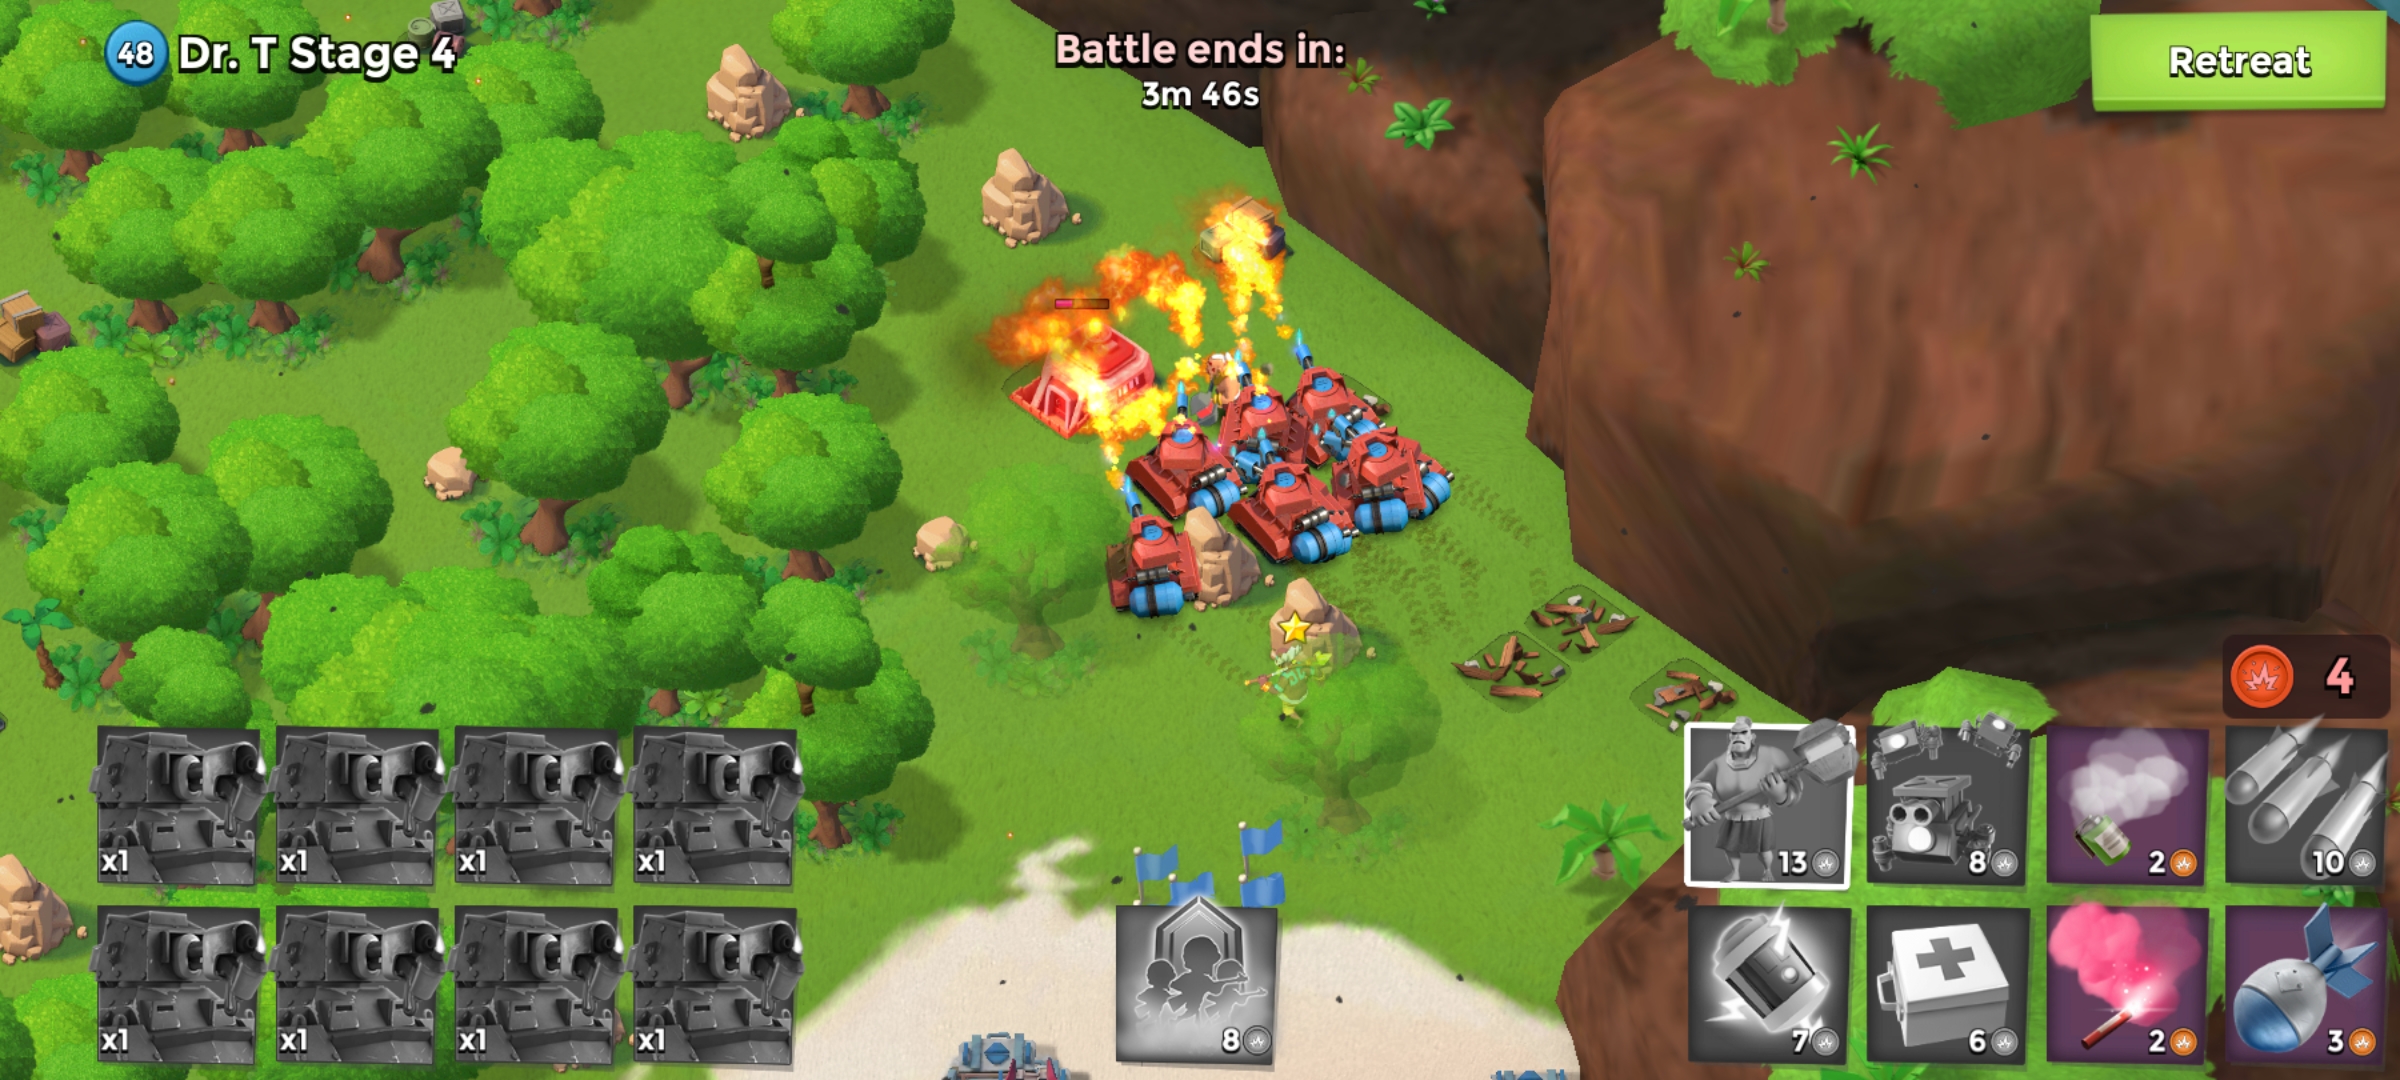 48 Dr. T Stage 4
Battle ends in:
3m 46s
Retreat
4
x1 x1 x1 x1
13 8 2 10
x1 x1 x1 x1
8
7 6 2 3